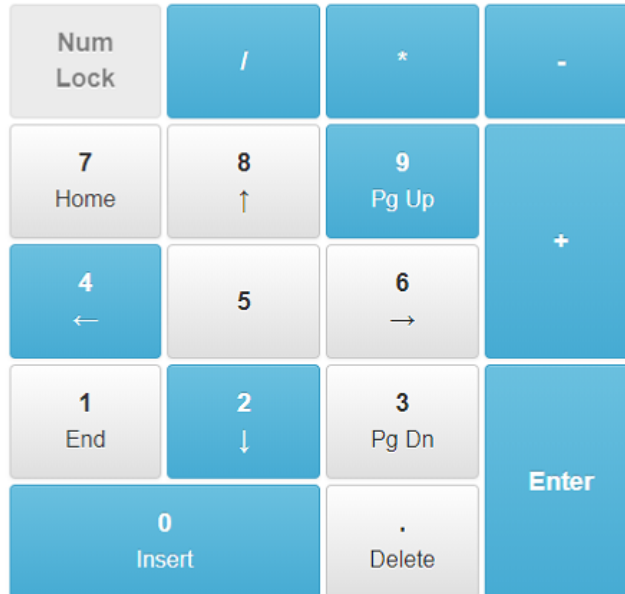 Num
Lock
/
*
-
7
Home
8
↑
9
Pg Up
+
4
←
5
6
→
1
End
2
↓
3
Pg Dn
Enter
0
Insert
.
Delete